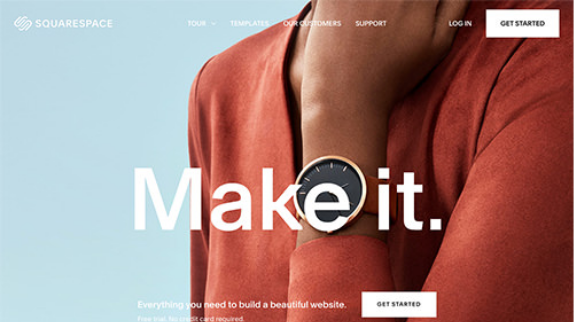 SQUARESPACE
TOUR TEMPLATES OUR CUSTOMERS SUPPORT LOG IN GET STARTED
Make it.
Everything you need to build a beautiful website. GET STARTED
Free trial. No credit card required.